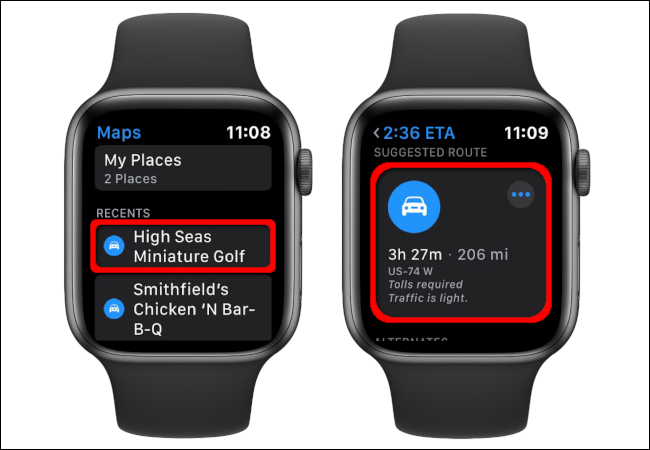 Maps 11:08
My Places
2 Places
RECENTS
High Seas
Miniature Golf
Smithfield's
Chicken 'N Bar-
B-Q
2:36 ETA 11:09
SUGGESTED ROUTE
3h 27m · 206 mi
US-74 W
Tolls required
Traffic is light.
ALTERNATES